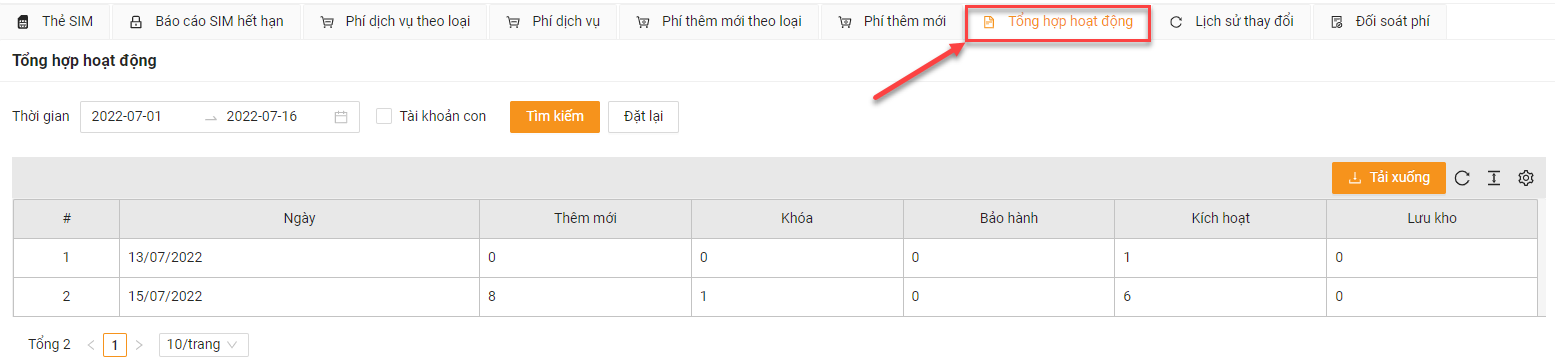 Thẻ SIM Báo cáo SIM hết hạn Phí dịch vụ theo loại Phí dịch vụ Phí thêm mới theo loại Phí thêm mới Tổng hợp hoạt động Lịch sử thay đổi Đối soát phí
Tổng hợp hoạt động
Thời gian 2022-07-01 → 2022-07-16 Tài khoản con Tìm kiếm Đặt lại
Tải xuống
# Ngày Thêm mới Khóa Bảo hành Kích hoạt Lưu kho
1 13/07/2022 0 0 0 1 0
2 15/07/2022 8 1 0 6 0
Tổng 2 < 1 > 10/trang